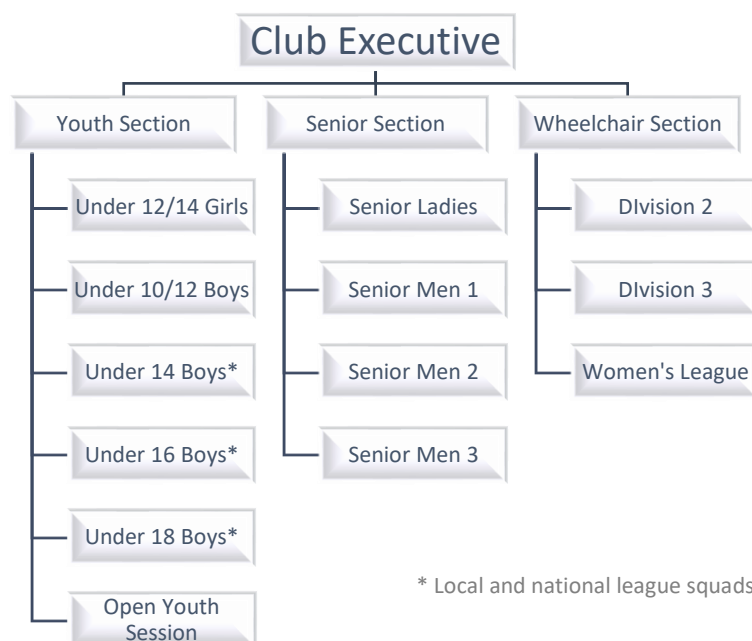 Club Executive
Youth Section
Senior Section
Wheelchair Section
Under 12/14 Girls
Senior Ladies
DIvision 2
Under 10/12 Boys
Senior Men 1
DIvision 3
Under 14 Boys*
Senior Men 2
Women's League
Under 16 Boys*
Senior Men 3
Under 18 Boys*
* Local and national league squads
Open Youth
Session